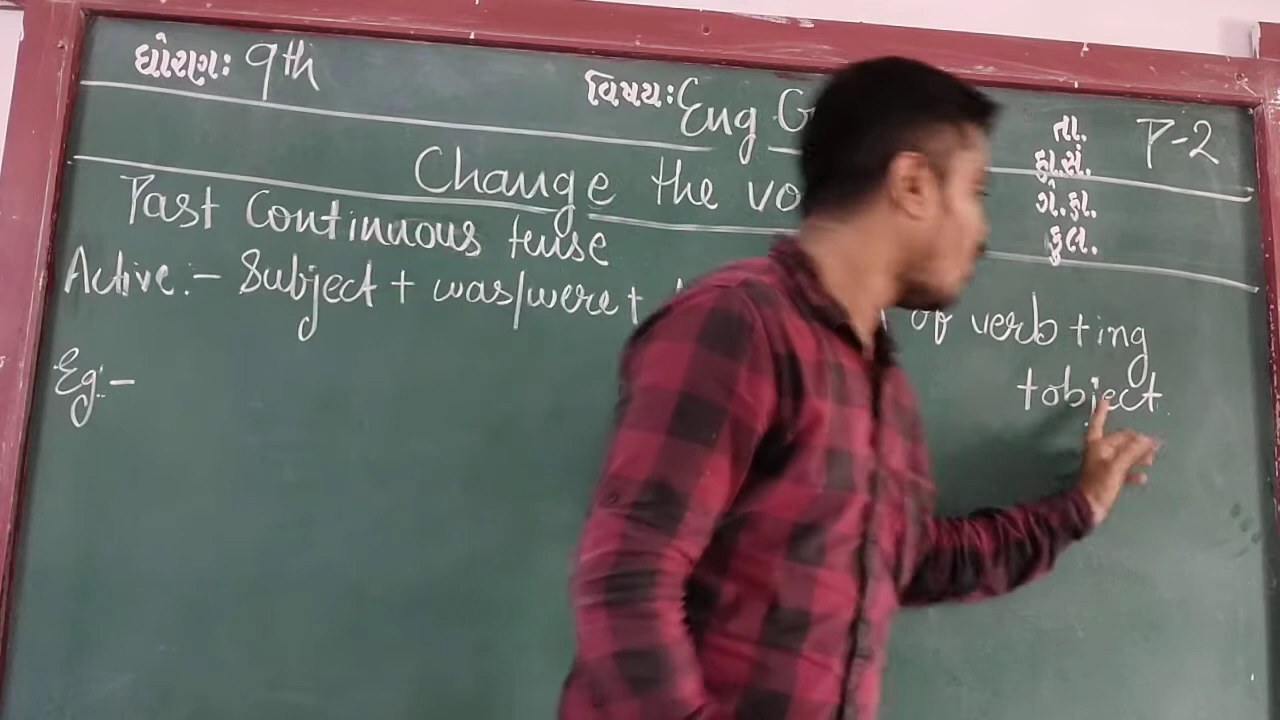 ધોરણ: 9th
વિષય: Eng
તા. P-2
હા.સં.
ગે.હા.
કુલ.
Change the vo
Past Continuous tense
Active:- Subject + was/were + of verb + ing
+object
Eg:-